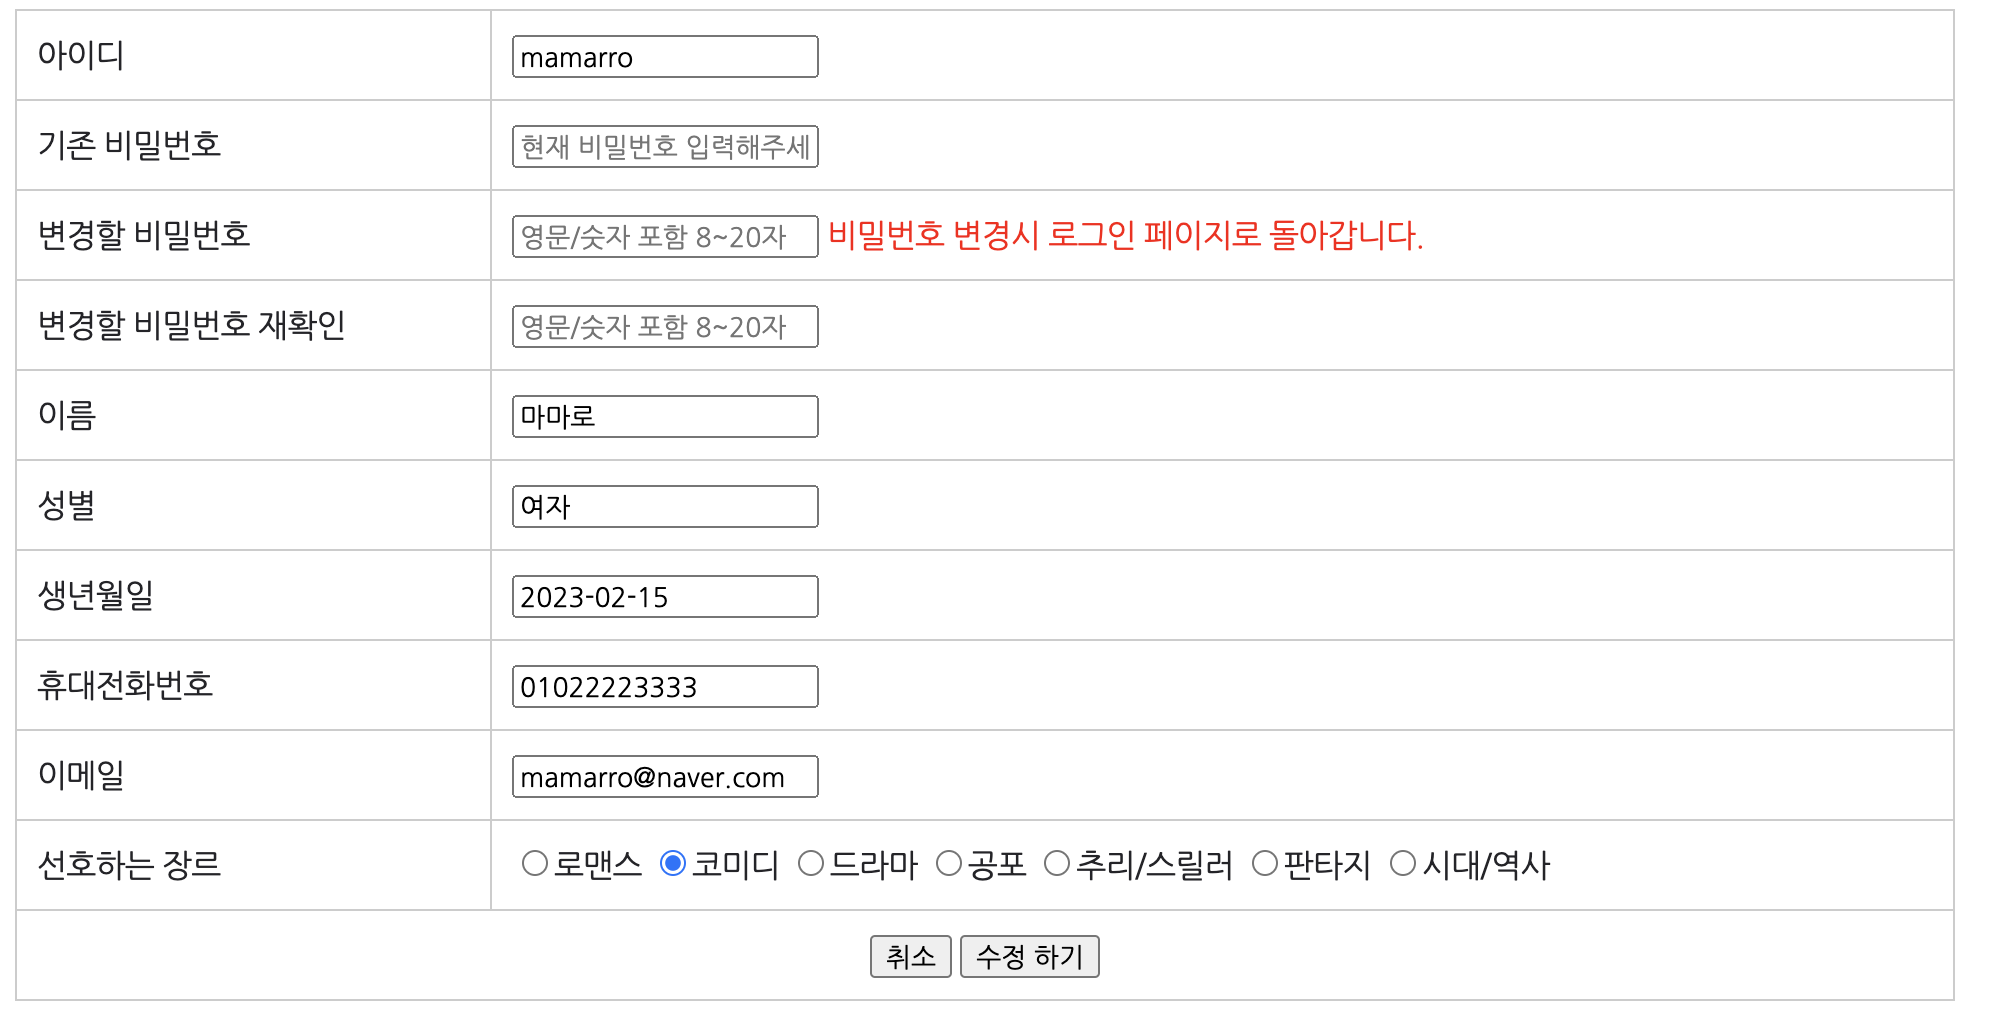 아이디 mamarro
기존 비밀번호 현재 비밀번호 입력해주세
변경할 비밀번호 영문/숫자 포함 8~20자 비밀번호 변경시 로그인 페이지로 돌아갑니다.
변경할 비밀번호 재확인 영문/숫자 포함 8~20자
이름 마마로
성별 여자
생년월일 2023-02-15
휴대전화번호 01022223333
이메일 mamarro@naver.com
선호하는 장르 로맨스 코미디 드라마 공포 추리/스릴러 판타지 시대/역사
취소 수정 하기